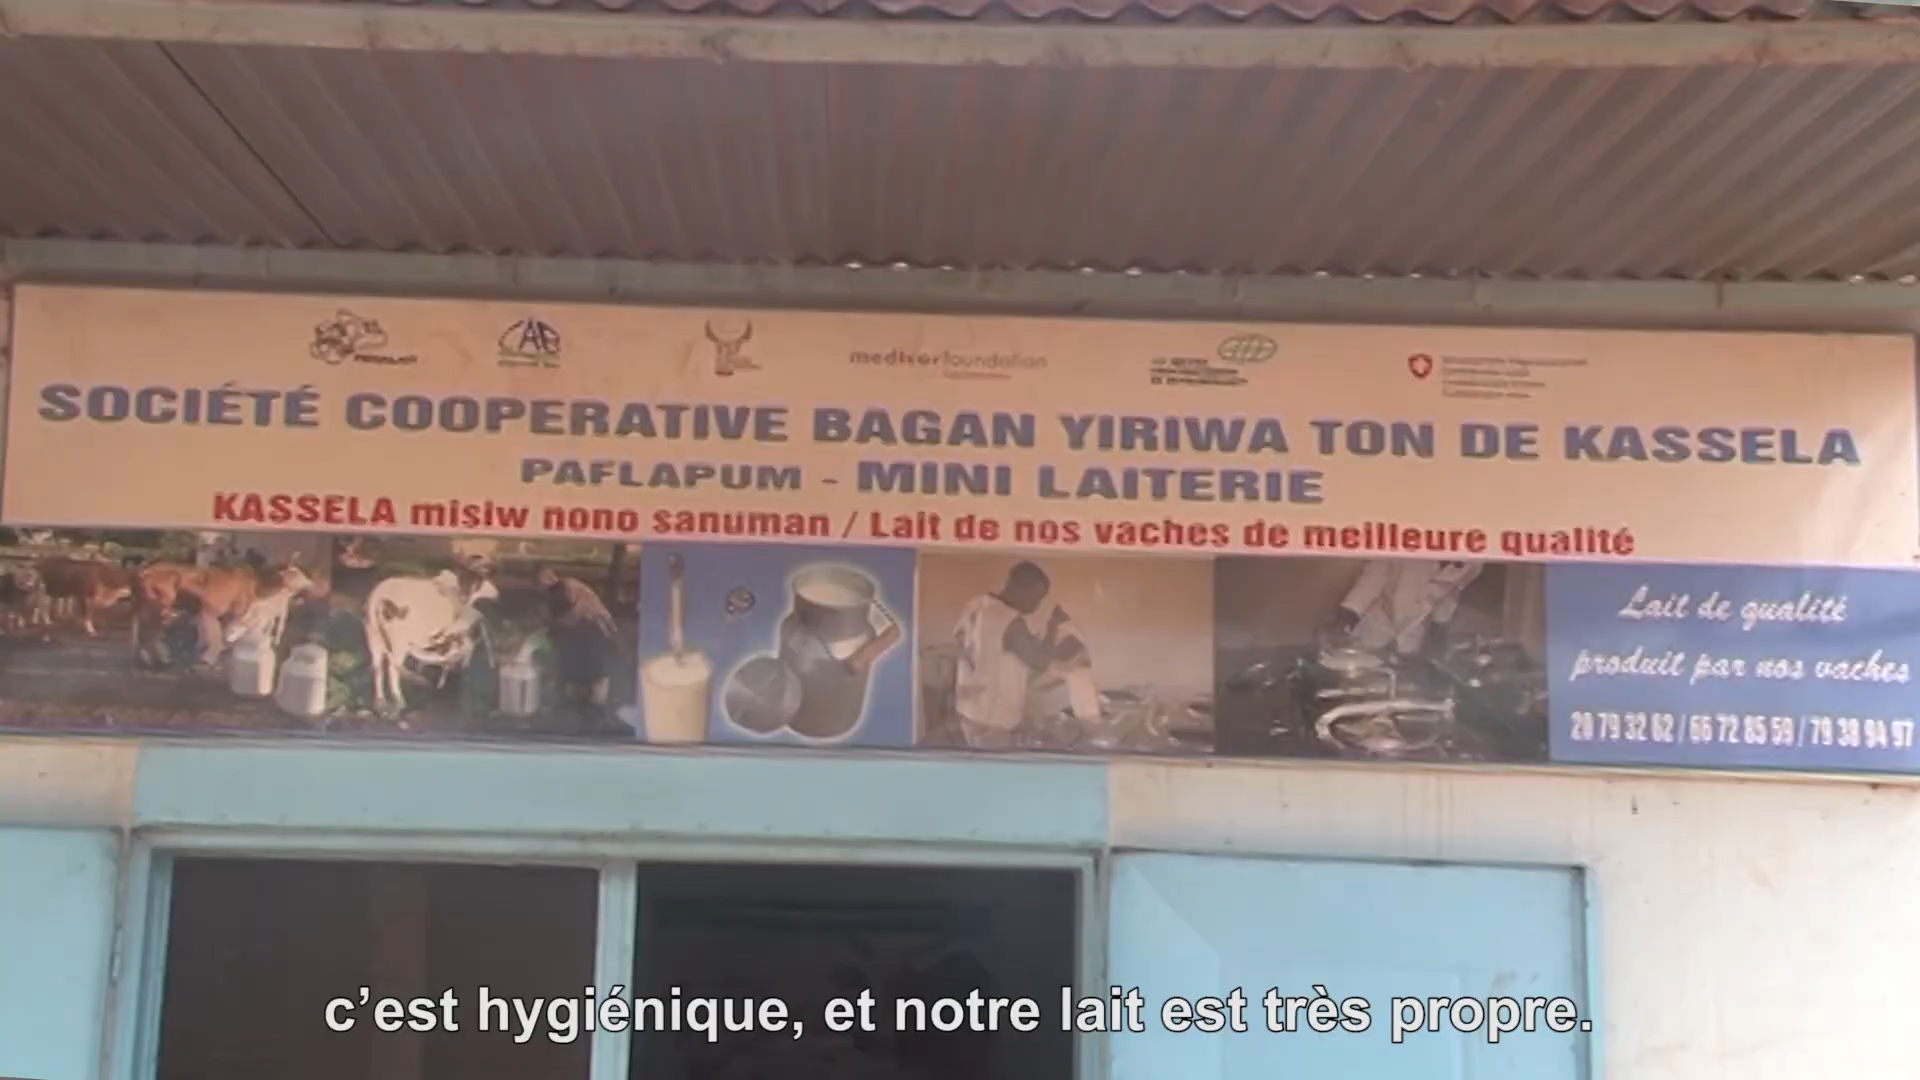 medicor foundation
SOCIÉTÉ COOPERATIVE BAGAN YIRIWA TON DE KASSELA
PAFLAPUM - MINI LAITERIE
KASSELA misiw nono sanuman / Lait de nos vaches de meilleure qualité
Lait de qualité
produit par nos vaches
20 79 32 62 / 66 72 85 59 / 79 38 94 97
c’est hygiénique, et notre lait est très propre.